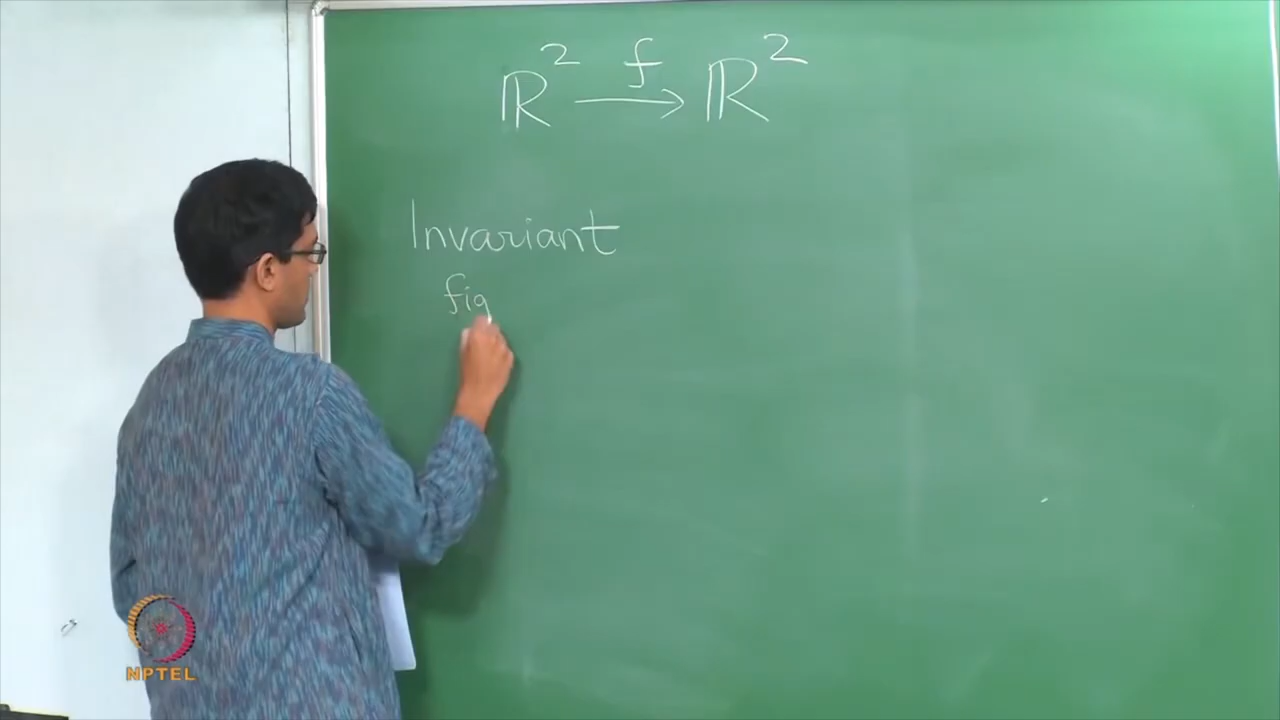 ℝ² f→ ℝ²
Invariant
fig
NPTEL